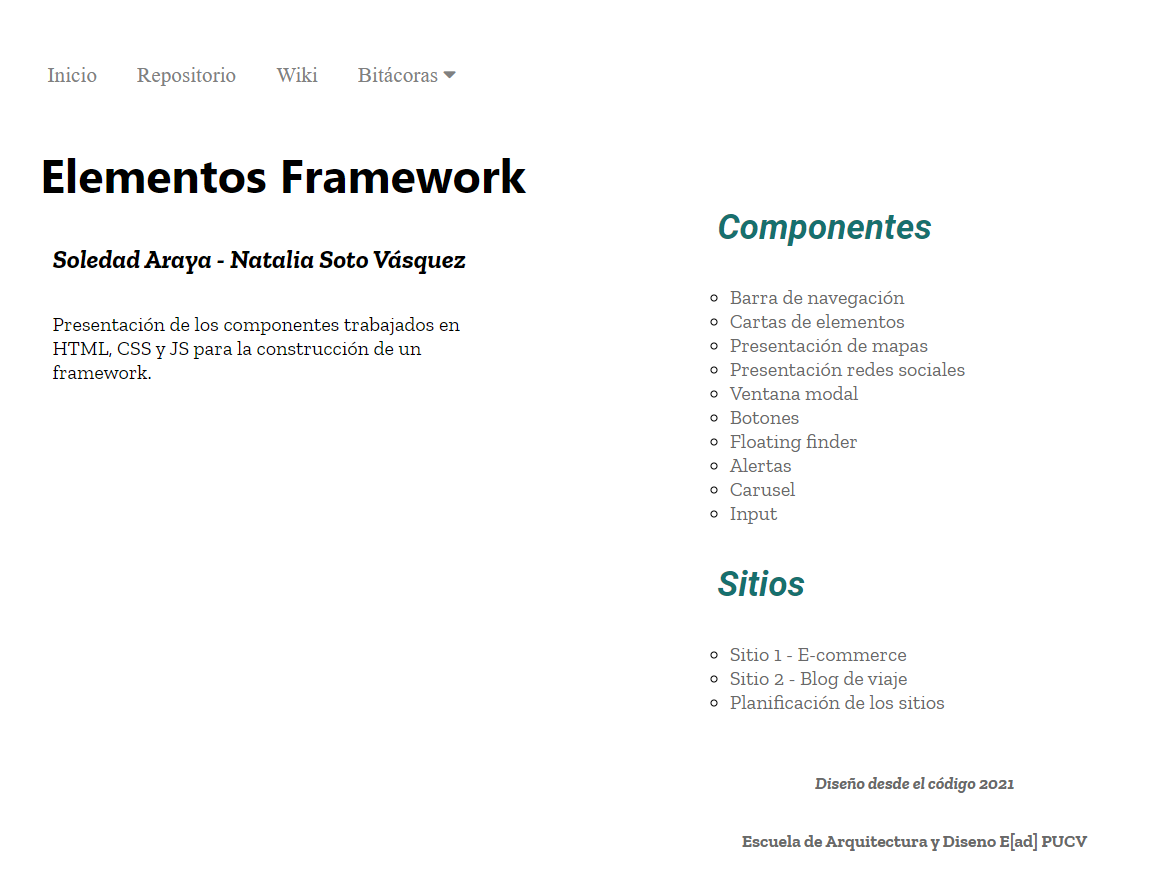 Inicio Repositorio Wiki Bitácoras
Elementos Framework
Soledad Araya - Natalia Soto Vásquez
Presentación de los componentes trabajados en
HTML, CSS y JS para la construcción de un
framework.
Componentes
Barra de navegación
Cartas de elementos
Presentación de mapas
Presentación redes sociales
Ventana modal
Botones
Floating finder
Alertas
Carusel
Input
Sitios
Sitio 1 - E-commerce
Sitio 2 - Blog de viaje
Planificación de los sitios
Diseño desde el código 2021
Escuela de Arquitectura y Diseno E[ad] PUCV